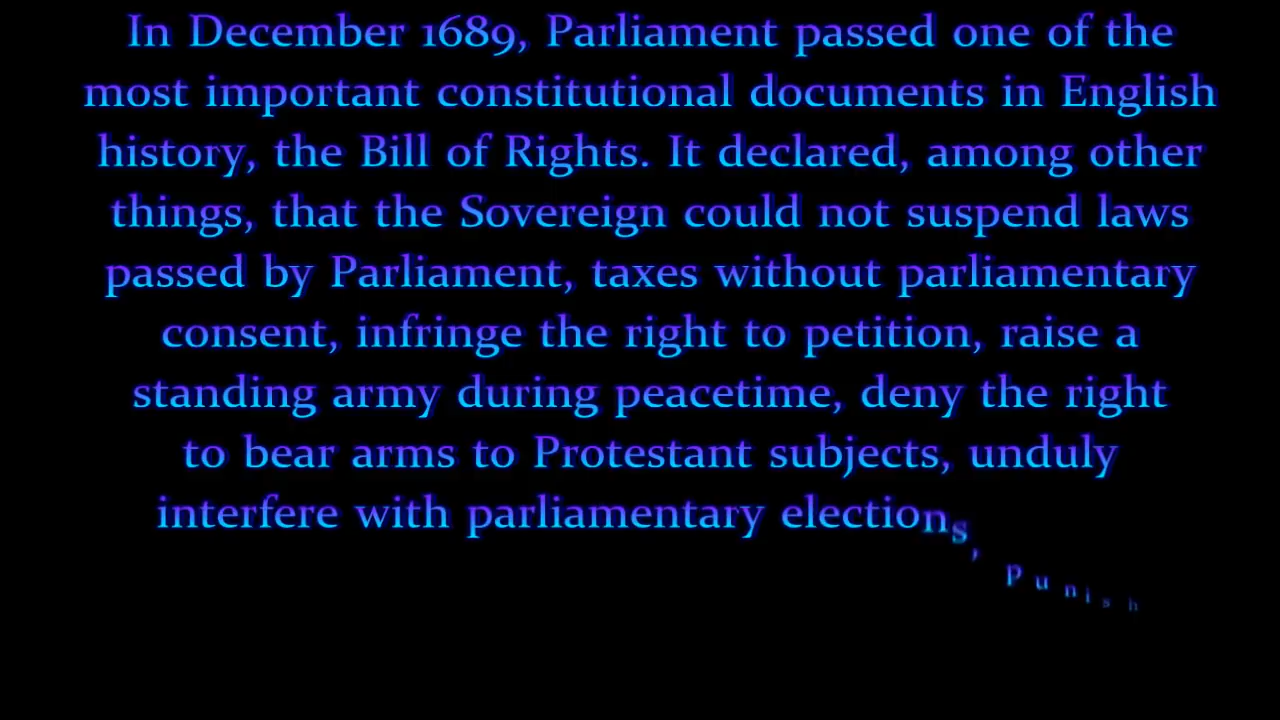 In December 1689, Parliament passed one of the
most important constitutional documents in English
history, the Bill of Rights. It declared, among other
things, that the Sovereign could not suspend laws
passed by Parliament, taxes without parliamentary
consent, infringe the right to petition, raise a
standing army during peacetime, deny the right
to bear arms to Protestant subjects, unduly
interfere with parliamentary elections, punish